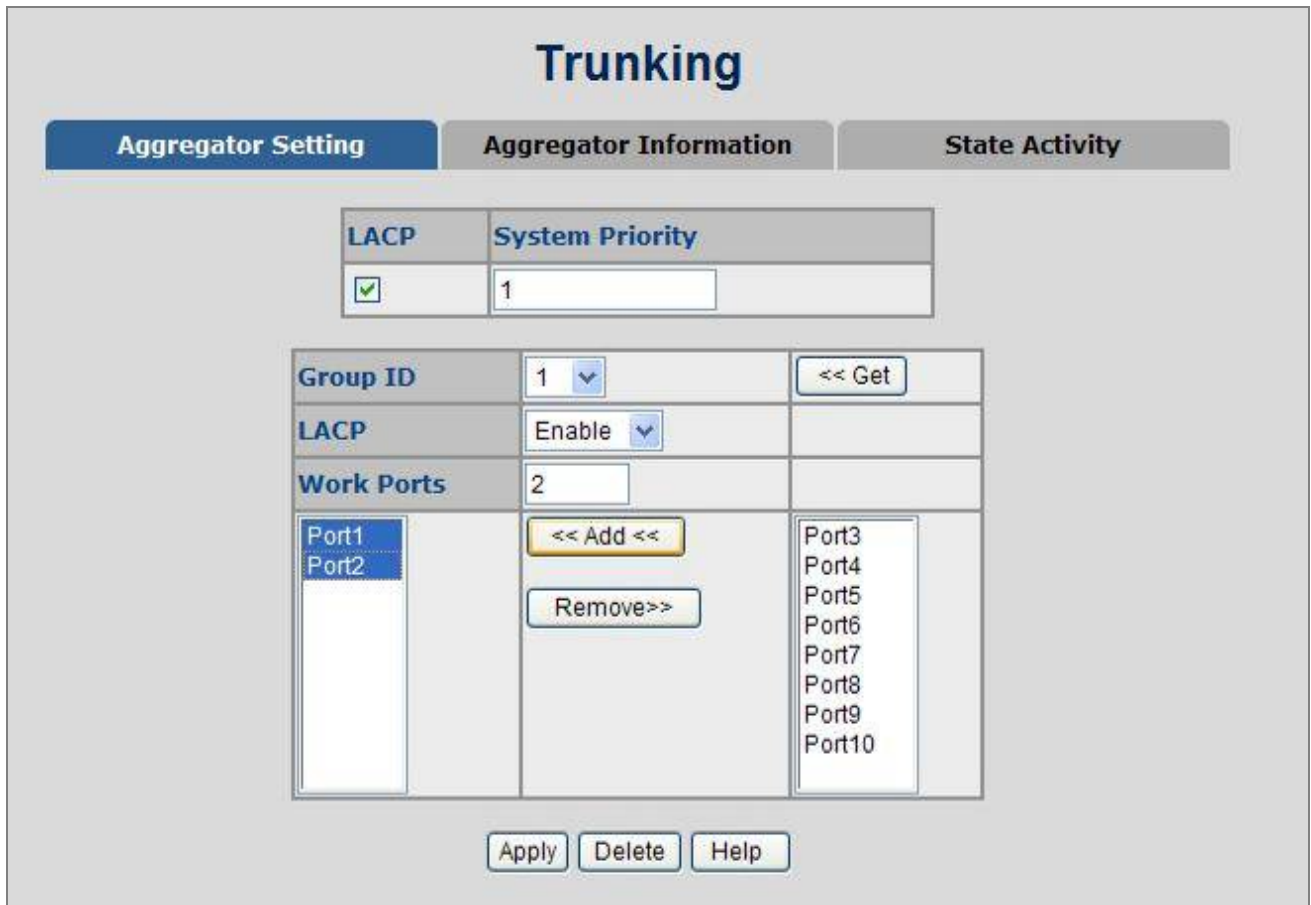 Trunking
Aggregator Setting
Aggregator Information
State Activity
LACP
System Priority
1
Group ID
1
<< Get
LACP
Enable
Work Ports
2
Port1
Port2
<< Add <<
Remove>>
Port3
Port4
Port5
Port6
Port7
Port8
Port9
Port10
Apply
Delete
Help